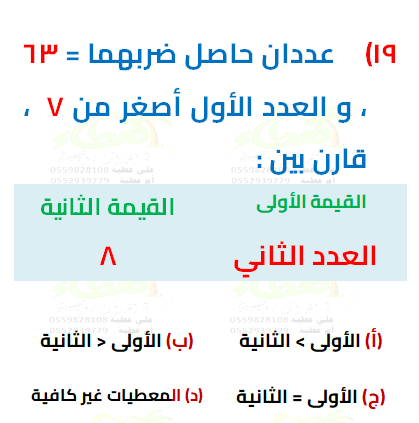 ١٩) عددان حاصل ضربهما = ٦٣
، و العدد الأول أصغر من ٧ ،
قارن بين :
القيمة الأولى القيمة الثانية
العدد الثاني ٨
(أ) الأولى > الثانية (ب) الأولى < الثانية
(ج) الأولى = الثانية (د) المعطيات غير كافية